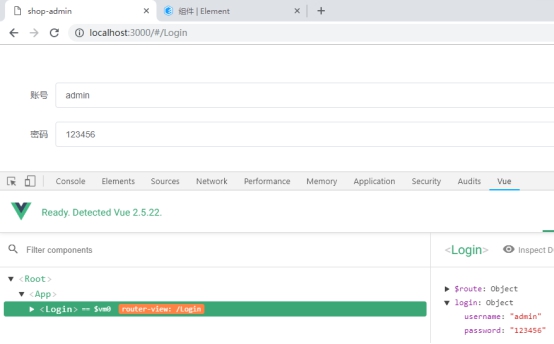 shop-admin
组件 | Element
localhost:3000/#/Login
账号 admin
密码 123456
Console Elements Sources Network Performance Memory Application Security Audits Vue
Ready. Detected Vue 2.5.22.
Filter components
<Login> Inspect D
<Root>
<App>
<Login> == $vm0 router-view: /Login
$route: Object
login: Object
username: "admin"
password: "123456"